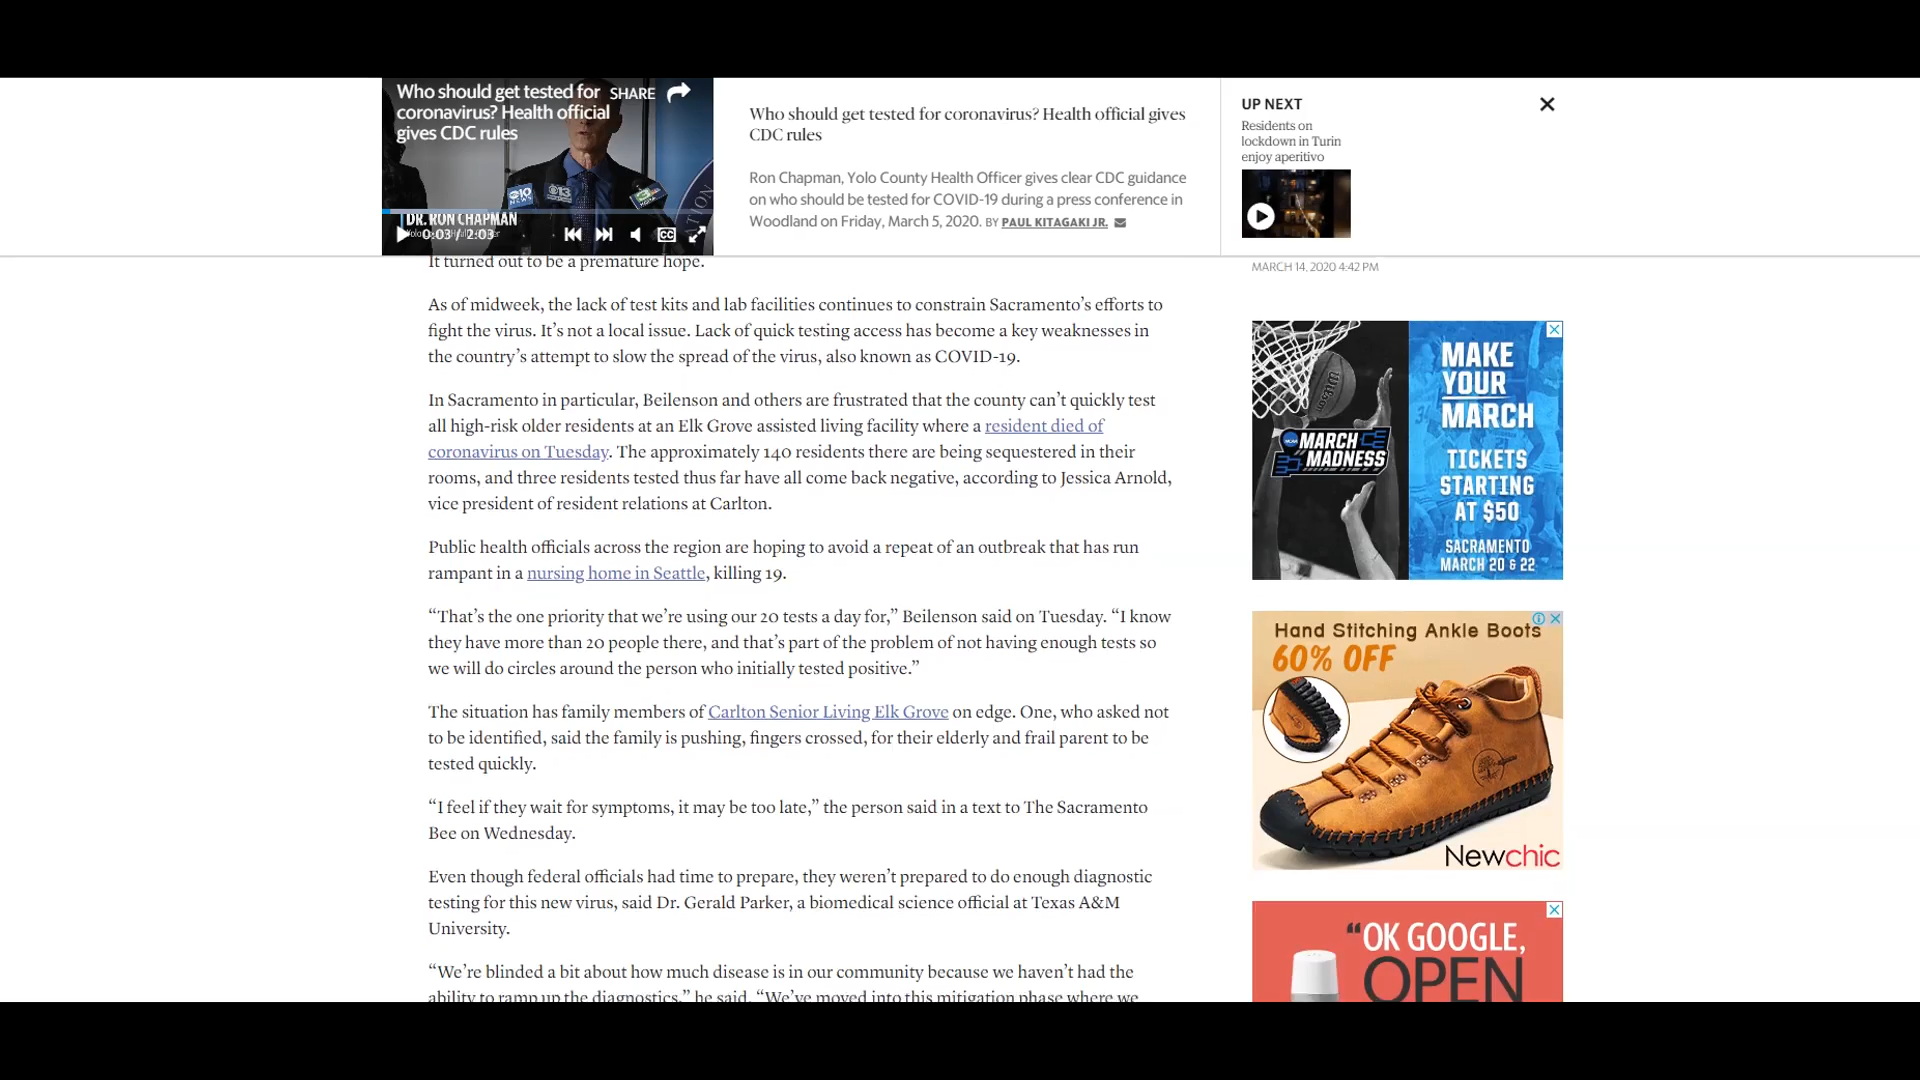 Who should get tested for
coronavirus? Health official
gives CDC rules
SHARE
DR. RON CHAPMAN
0:03 / 2:03
CC
Who should get tested for coronavirus? Health official gives
CDC rules
Ron Chapman, Yolo County Health Officer gives clear CDC guidance
on who should be tested for COVID-19 during a press conference in
Woodland on Friday, March 5, 2020. BY PAUL KITAGAKI JR.
UP NEXT
Residents on
lockdown in Turin
enjoy aperitivo
MARCH 14, 2020 4:42 PM
It turned out to be a premature hope.
As of midweek, the lack of test kits and lab facilities continues to constrain Sacramento’s efforts to
fight the virus. It’s not a local issue. Lack of quick testing access has become a key weaknesses in
the country’s attempt to slow the spread of the virus, also known as COVID-19.
In Sacramento in particular, Beilenson and others are frustrated that the county can’t quickly test
all high-risk older residents at an Elk Grove assisted living facility where a resident died of
coronavirus on Tuesday. The approximately 140 residents there are being sequestered in their
rooms, and three residents tested thus far have all come back negative, according to Jessica Arnold,
vice president of resident relations at Carlton.
Public health officials across the region are hoping to avoid a repeat of an outbreak that has run
rampant in a nursing home in Seattle, killing 19.
“That’s the one priority that we’re using our 20 tests a day for,” Beilenson said on Tuesday. “I know
they have more than 20 people there, and that’s part of the problem of not having enough tests so
we will do circles around the person who initially tested positive.”
The situation has family members of Carlton Senior Living Elk Grove on edge. One, who asked not
to be identified, said the family is pushing, fingers crossed, for their elderly and frail parent to be
tested quickly.
“I feel if they wait for symptoms, it may be too late,” the person said in a text to The Sacramento
Bee on Wednesday.
Even though federal officials had time to prepare, they weren’t prepared to do enough diagnostic
testing for this new virus, said Dr. Gerald Parker, a biomedical science official at Texas A&M
University.
“We’re blinded a bit about how much disease is in our community because we haven’t had the
ability to ramp up the diagnostics,” he said. “We’ve moved into this mitigation phase where we
MARCH
MADNESS
Wilson
MAKE
YOUR
MARCH
TICKETS
STARTING
AT $50
SACRAMENTO
MARCH 20 & 22
Hand Stitching Ankle Boots
60% OFF
Newchic
“OK GOOGLE,
OPEN